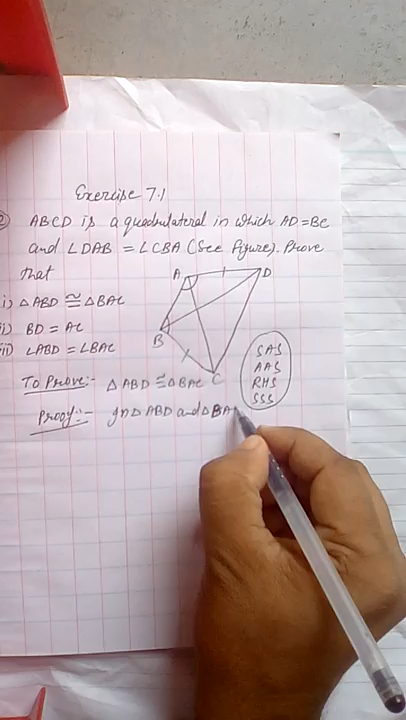 Exercise 7.1
2) ABCD is a quadrilateral in which AD = BC
and ∠DAB = ∠CBA (See figure). Prove
that
i) △ABD ≅ △BAC
ii) BD = AC
iii) ∠ABD = ∠BAC
A
D
B
C
SAS
AAS
RHS
SSS
To Prove:- △ABD ≅ △BAC
Proof:- In △ABD and △BA